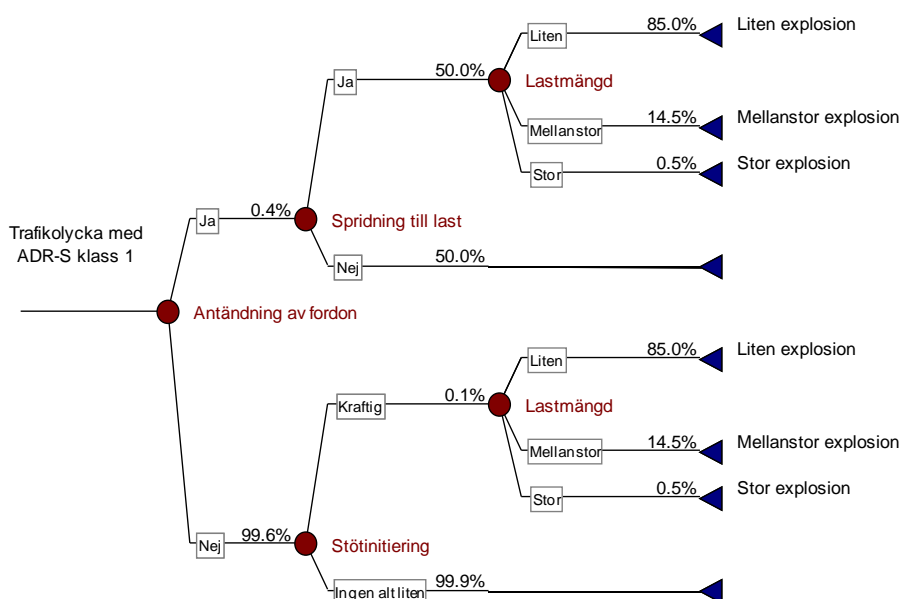 Liten
85.0%
Liten explosion
Ja
50.0%
Lastmängd
Mellanstor
14.5%
Mellanstor explosion
Stor
0.5%
Stor explosion
Trafikolycka med
ADR-S klass 1
Ja
0.4%
Spridning till last
Nej
50.0%
Antändning av fordon
Liten
85.0%
Liten explosion
Kraftig
0.1%
Lastmängd
Mellanstor
14.5%
Mellanstor explosion
Stor
0.5%
Stor explosion
Nej
99.6%
Stötinitiering
Ingen alt liten
99.9%